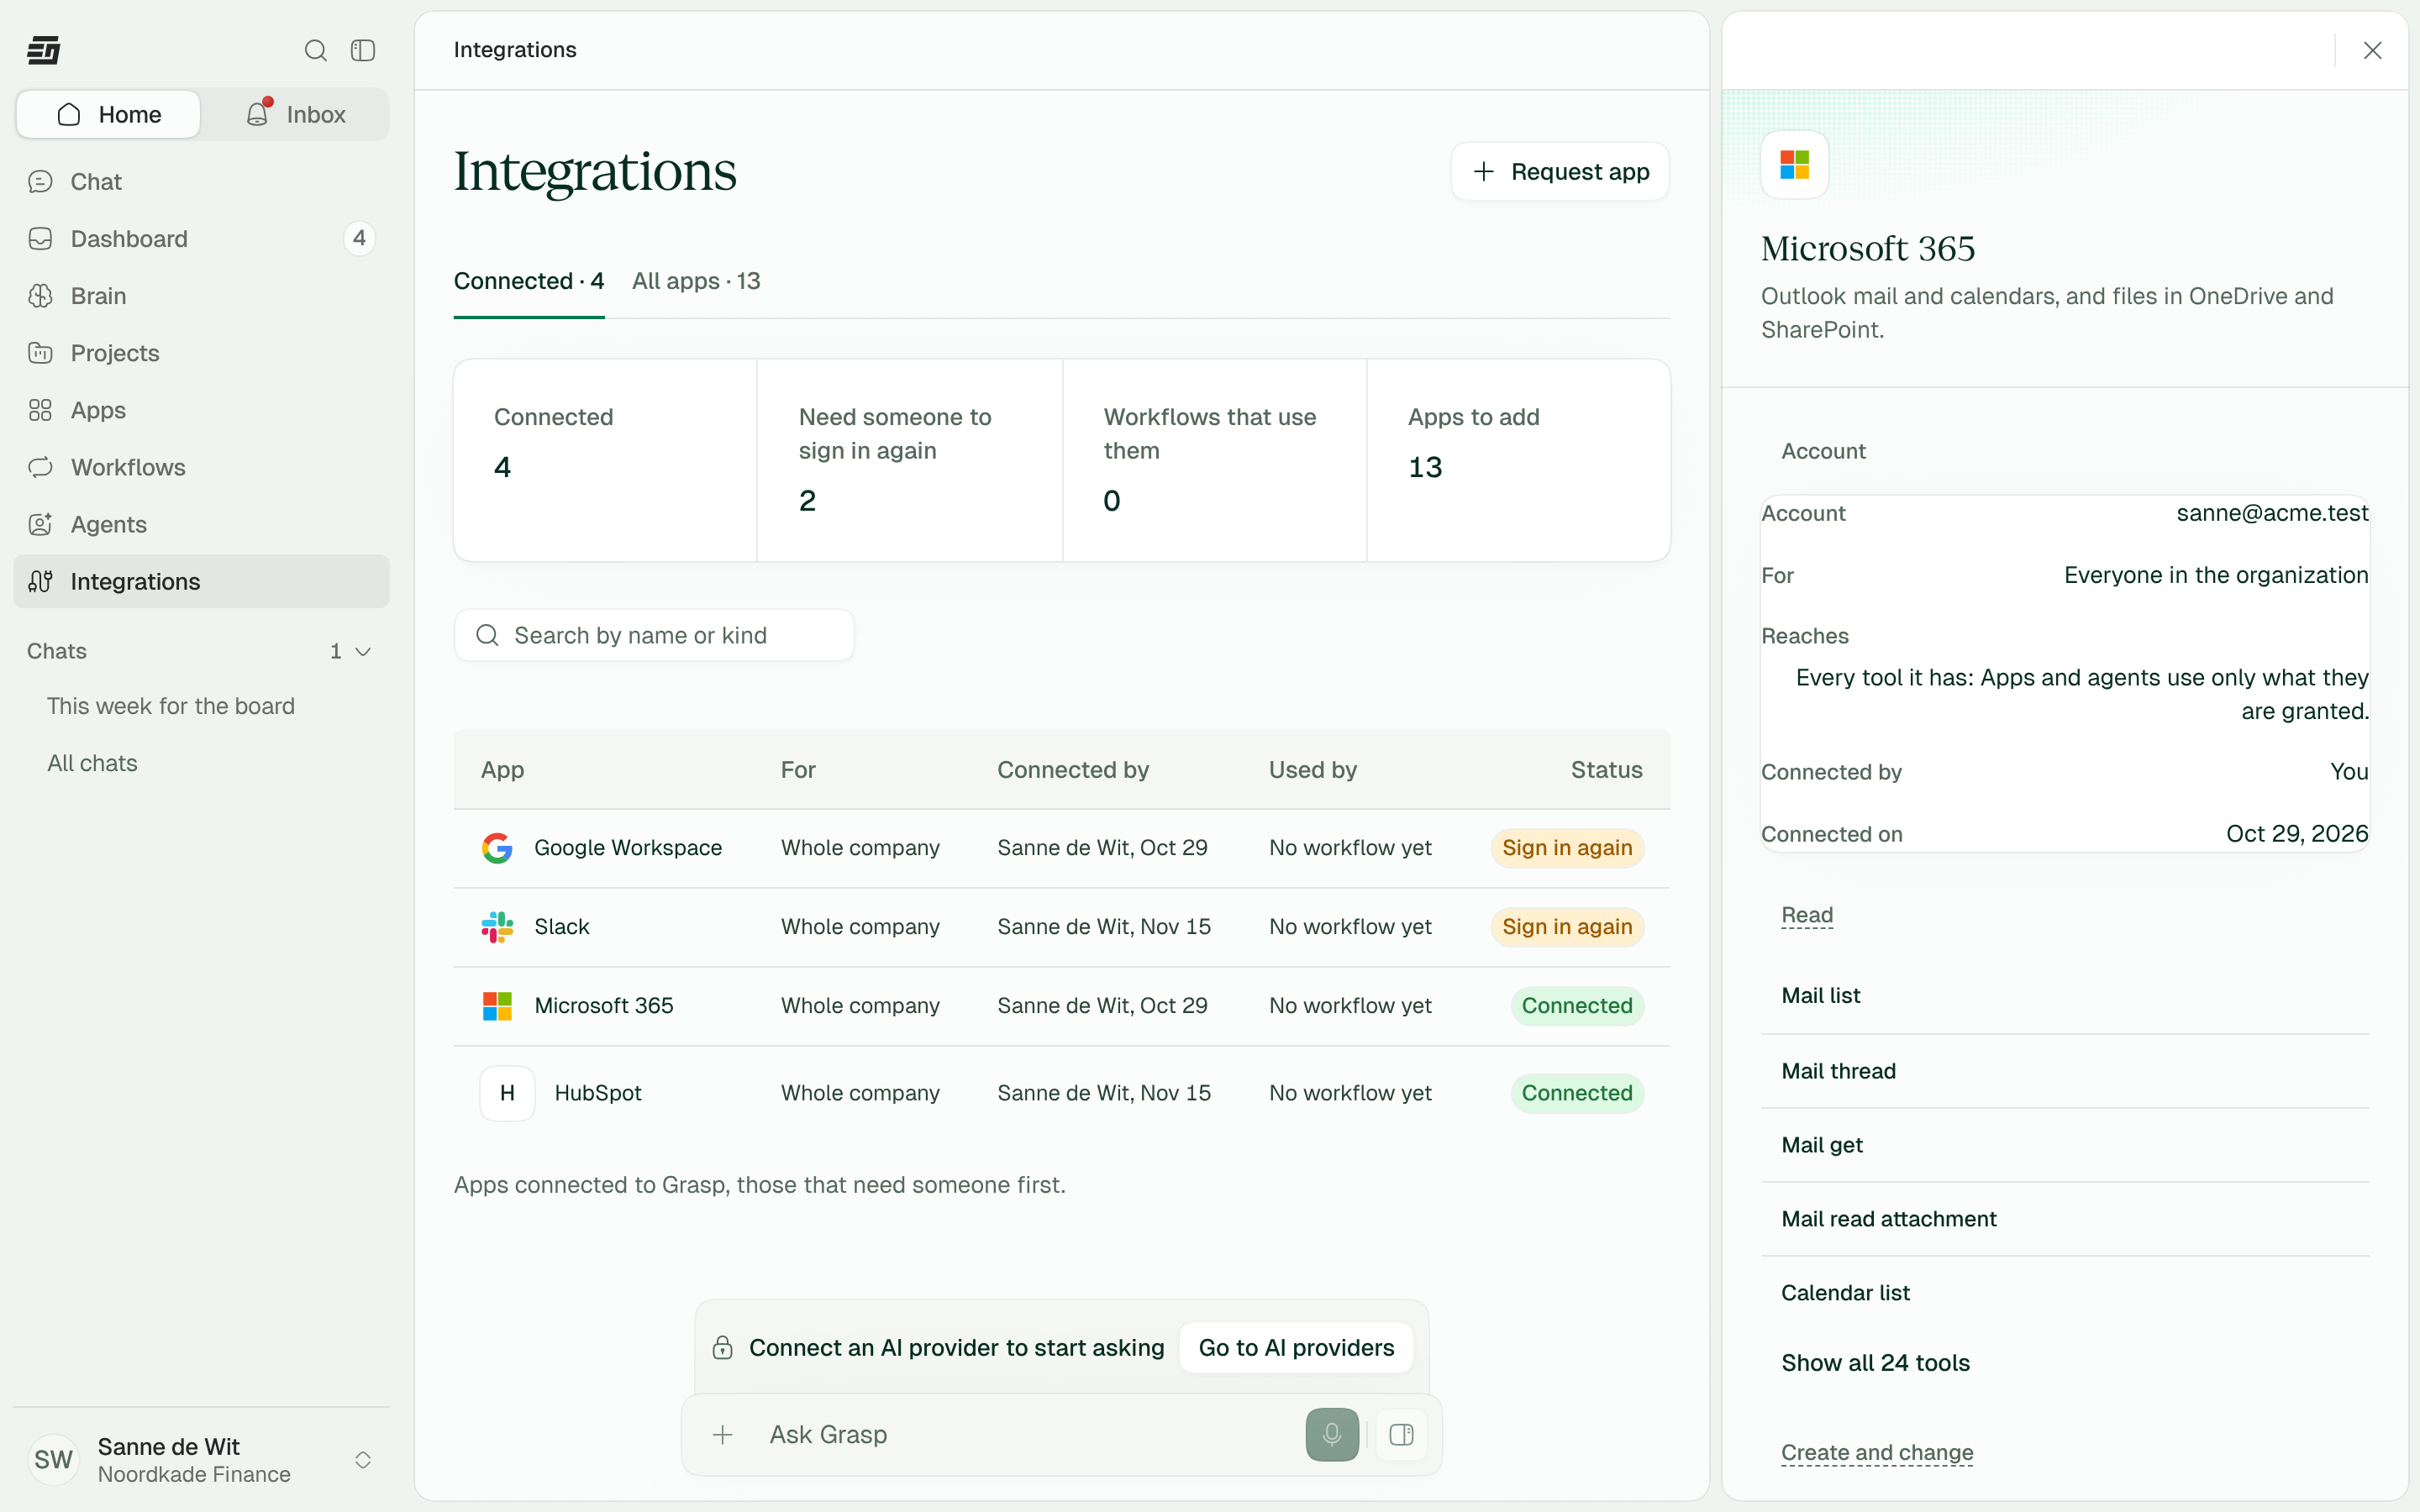 Home
Inbox
Chat
Dashboard
4
Brain
Projects
Apps
Workflows
Agents
Integrations
Chats
1
This week for the board
All chats
SW
Sanne de Wit
Noordkade Finance
Integrations
Integrations
Request app
Connected · 4
All apps · 13
Connected
4
Need someone to
sign in again
2
Workflows that use
them
0
Apps to add
13
Search by name or kind
App For Connected by Used by Status
Google Workspace Whole company Sanne de Wit, Oct 29 No workflow yet Sign in again
Slack Whole company Sanne de Wit, Nov 15 No workflow yet Sign in again
Microsoft 365 Whole company Sanne de Wit, Oct 29 No workflow yet Connected
H HubSpot Whole company Sanne de Wit, Nov 15 No workflow yet Connected
Apps connected to Grasp, those that need someone first.
Connect an AI provider to start asking
Go to AI providers
Ask Grasp
Microsoft 365
Outlook mail and calendars, and files in OneDrive and
SharePoint.
Account
Account sanne@acme.test
For Everyone in the organization
Reaches
Every tool it has: Apps and agents use only what they
are granted.
Connected by You
Connected on Oct 29, 2026
Read
Mail list
Mail thread
Mail get
Mail read attachment
Calendar list
Show all 24 tools
Create and change